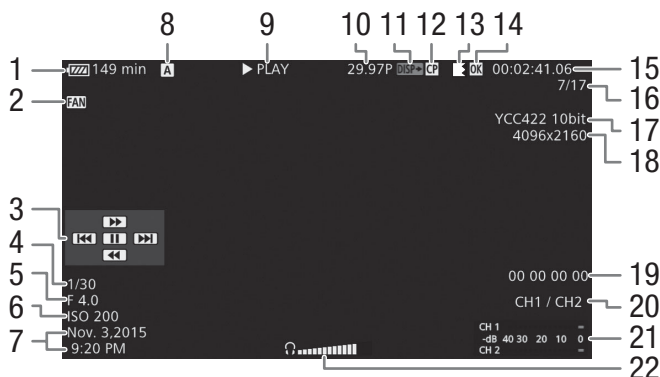 8 9 10 11 12 13 14
1 149 min A PLAY 29.97P DISP CP OK 00:02:41.06 15
7/17 16
2 FAN
YCC422 10bit 17
4096x2160 18
3
4 1/30
00 00 00 00 19
5 F 4.0
CH1 / CH2 20
6 ISO 200
7 Nov. 3,2015
9:20 PM
CH 1
-dB 40 30 20 10 0 21
CH 2
22